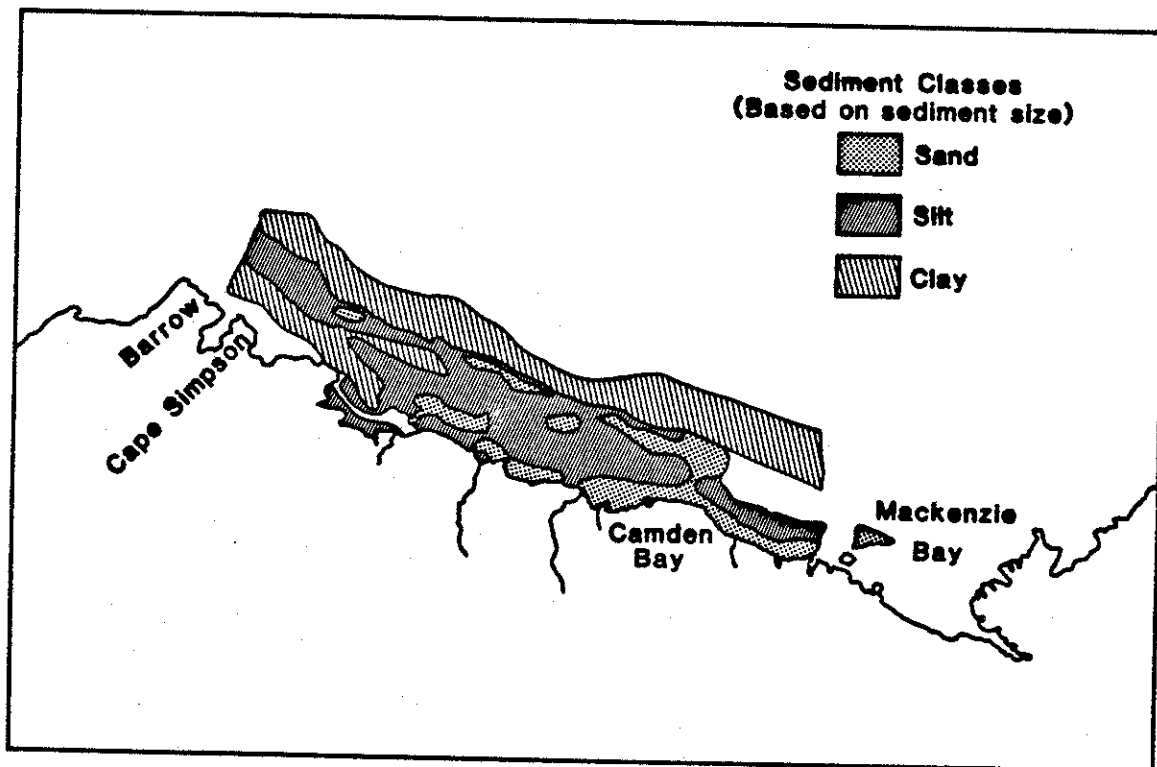 Sediment Classes
(Based on sediment size)
Sand
Silt
Clay
Barrow
Cape Simpson
Camden
Bay
Mackenzie
Bay